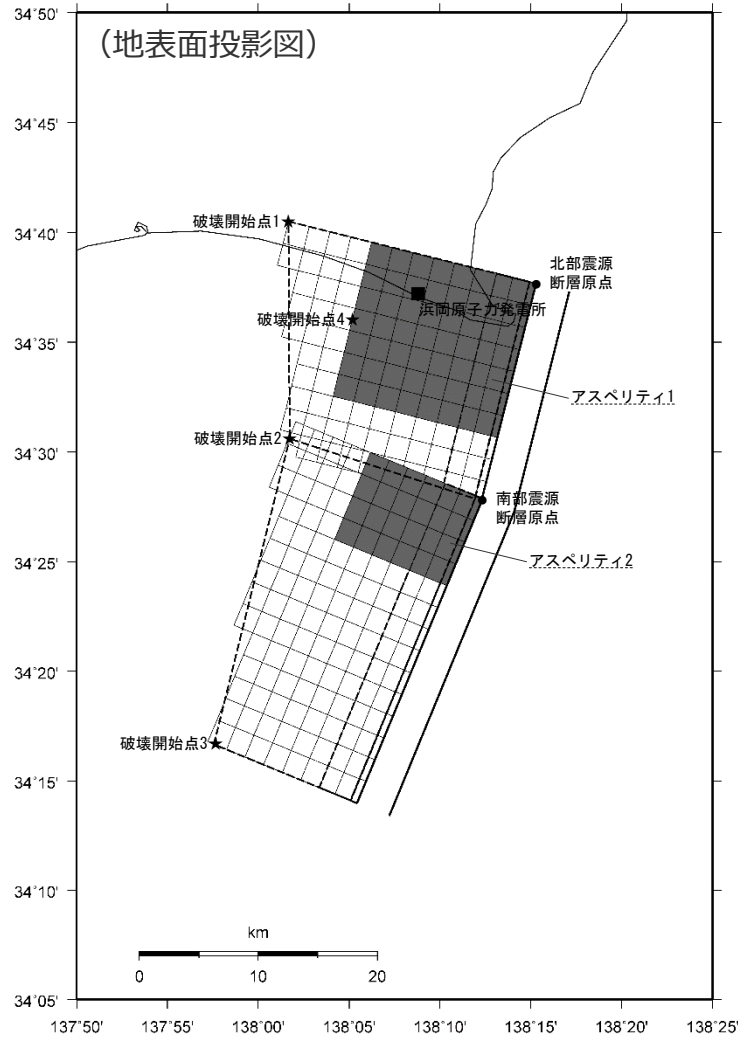 （地表面投影図）
34°50'
34°45'
34°40'
34°35'
34°30'
34°25'
34°20'
34°15'
34°10'
34°05'
破壊開始点1
北部震源
断層原点
浜岡原子力発電所
破壊開始点4
アスペリティ1
破壊開始点2
南部震源
断層原点
アスペリティ2
破壊開始点3
km
0 10 20
137°50' 137°55' 138°00' 138°05' 138°10' 138°15' 138°20' 138°25'